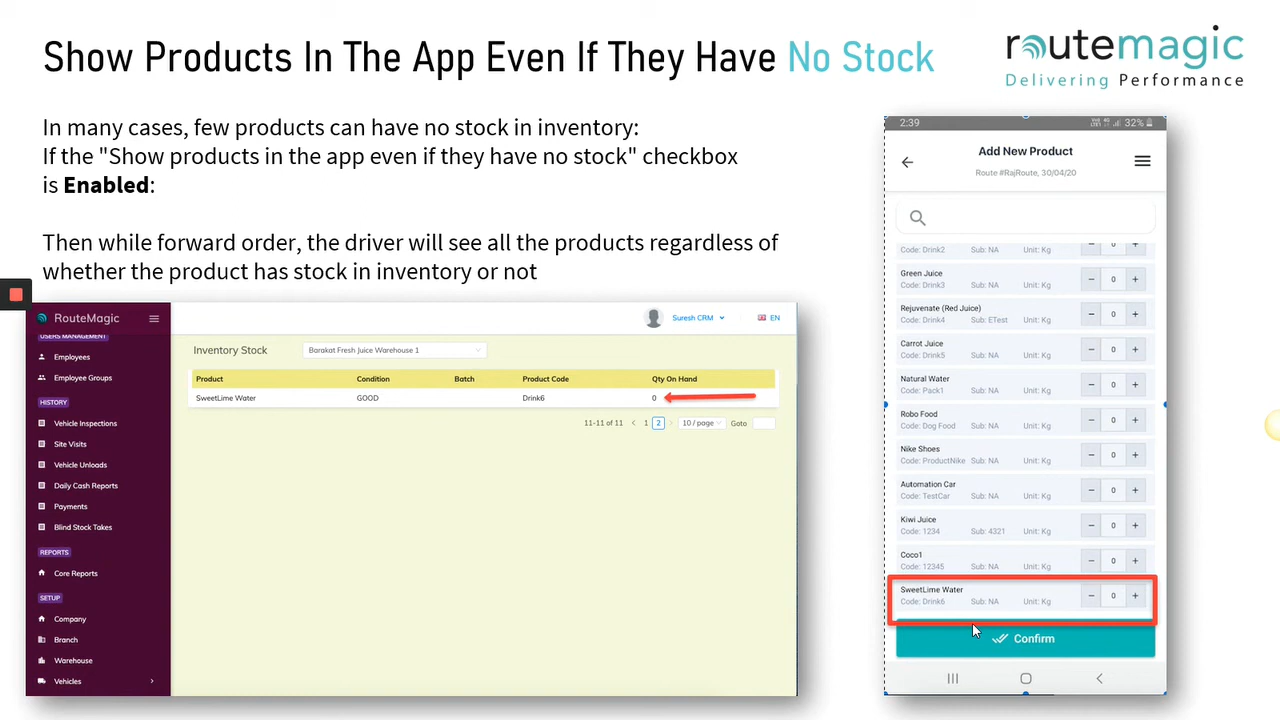 Show Products In The App Even If They Have No Stock
routemagic
Delivering Performance
In many cases, few products can have no stock in inventory:
If the "Show products in the app even if they have no stock" checkbox
is Enabled:
Then while forward order, the driver will see all the products regardless of
whether the product has stock in inventory or not
RouteMagic
USERS MANAGEMENT
Employees
Employee Groups
HISTORY
Vehicle Inspections
Site Visits
Vehicle Unloads
Daily Cash Reports
Payments
Blind Stock Takes
REPORTS
Core Reports
SETUP
Company
Branch
Warehouse
Vehicles
Suresh CRM
EN
Inventory Stock
Barakat Fresh Juice Warehouse 1
Product Condition Batch Product Code Qty On Hand
SweetLime Water GOOD Drink6 0
11-11 of 11 < 1 2 > 10 / page Goto
2:39 32%
Add New Product
Route #RajRoute, 30/04/20
Code: Drink2 Sub: NA Unit: Kg − 0 +
Green Juice
Code: Drink3 Sub: NA Unit: Kg − 0 +
Rejuvenate (Red Juice)
Code: Drink4 Sub: ETest Unit: Kg − 0 +
Carrot Juice
Code: Drink5 Sub: NA Unit: Kg − 0 +
Natural Water
Code: Pack1 Sub: NA Unit: Kg − 0 +
Robo Food
Code: Dog Food Sub: NA Unit: Kg − 0 +
Nike Shoes
Code: ProductNike Sub: NA Unit: Kg − 0 +
Automation Car
Code: TestCar Sub: NA Unit: Kg − 0 +
Kiwi Juice
Code: 1234 Sub: 4321 Unit: Kg − 0 +
Coco1
Code: 12345 Sub: NA Unit: Kg − 0 +
SweetLime Water
Code: Drink6 Sub: NA Unit: Kg − 0 +
Confirm